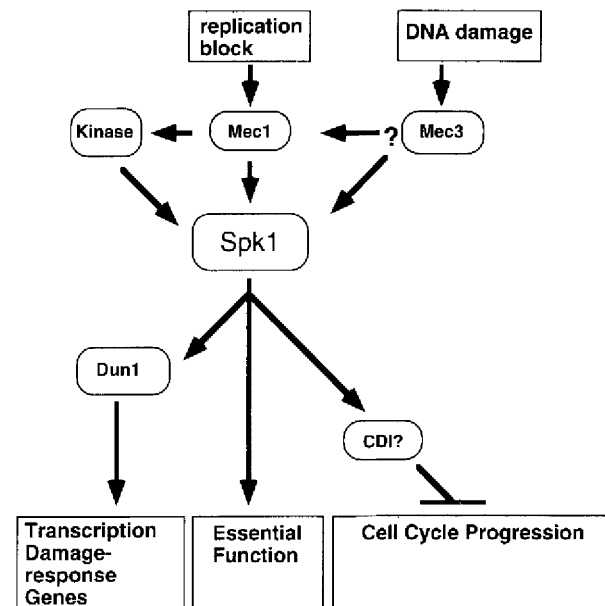 replication
block
DNA damage
Kinase
Mec1
?
Mec3
Spk1
Dun1
CDI?
Transcription
Damage-
response
Genes
Essential
Function
Cell Cycle Progression